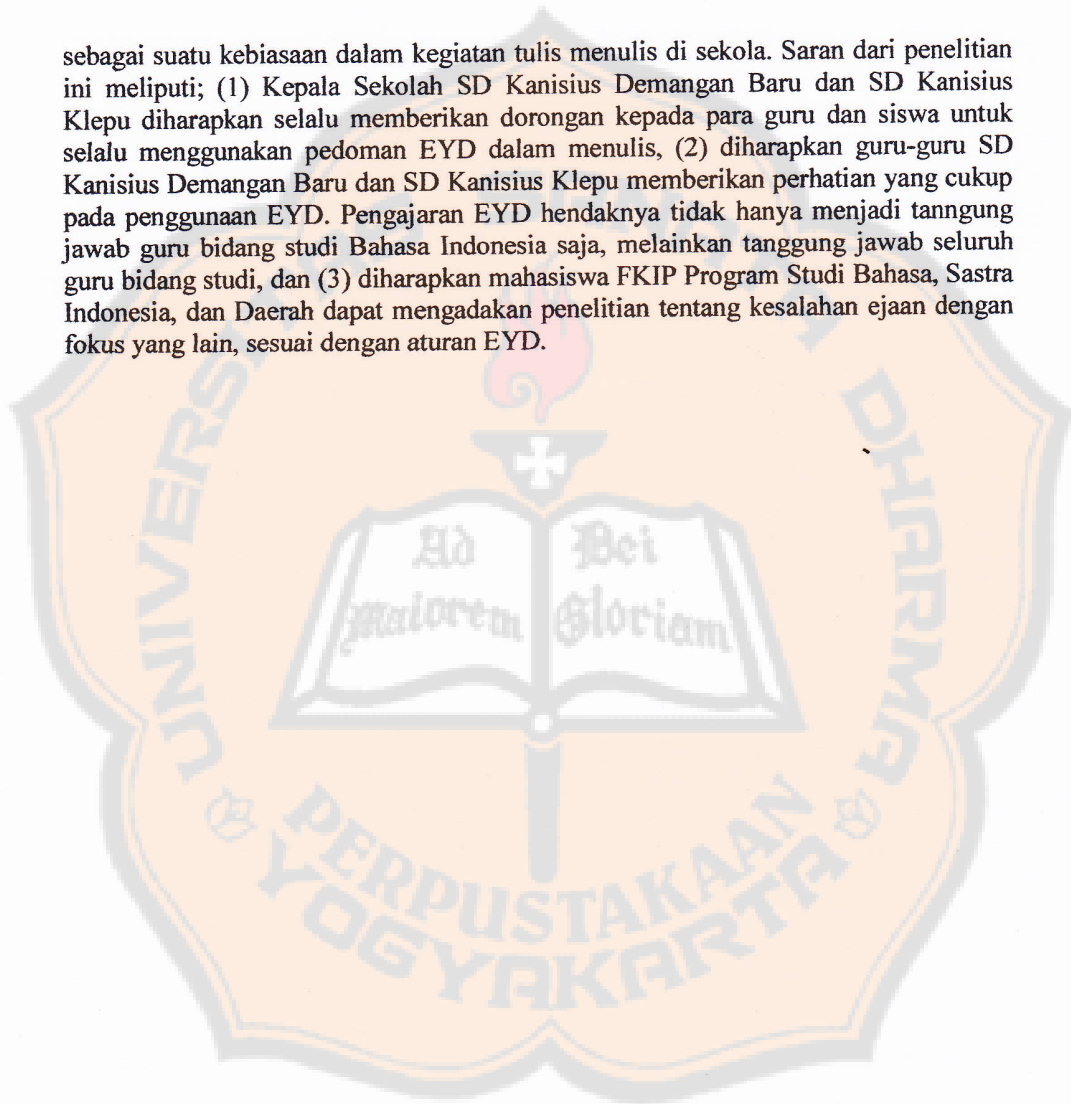 sebagai suatu kebiasaan dalam kegiatan tulis menulis di sekola. Saran dari penelitian
ini meliputi; (1) Kepala Sekolah SD Kanisius Demangan Baru dan SD Kanisius
Klepu diharapkan selalu memberikan dorongan kepada para guru dan siswa untuk
selalu menggunakan pedoman EYD dalam menulis, (2) diharapkan guru-guru SD
Kanisius Demangan Baru dan SD Kanisius Klepu memberikan perhatian yang cukup
pada penggunaan EYD. Pengajaran EYD hendaknya tidak hanya menjadi tanngung
jawab guru bidang studi Bahasa Indonesia saja, melainkan tanggung jawab seluruh
guru bidang studi, dan (3) diharapkan mahasiswa FKIP Program Studi Bahasa, Sastra
Indonesia, dan Daerah dapat mengadakan penelitian tentang kesalahan ejaan dengan
fokus yang lain, sesuai dengan aturan EYD.
UNIVERSITAS SANATA DHARMA
Ad Dei
Maiorem Gloriam
PERPUSTAKAAN
YOGYAKARTA